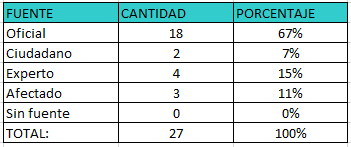 FUENTE CANTIDAD PORCENTAJE
Oficial 18 67%
Ciudadano 2 7%
Experto 4 15%
Afectado 3 11%
Sin fuente 0 0%
TOTAL: 27 100%